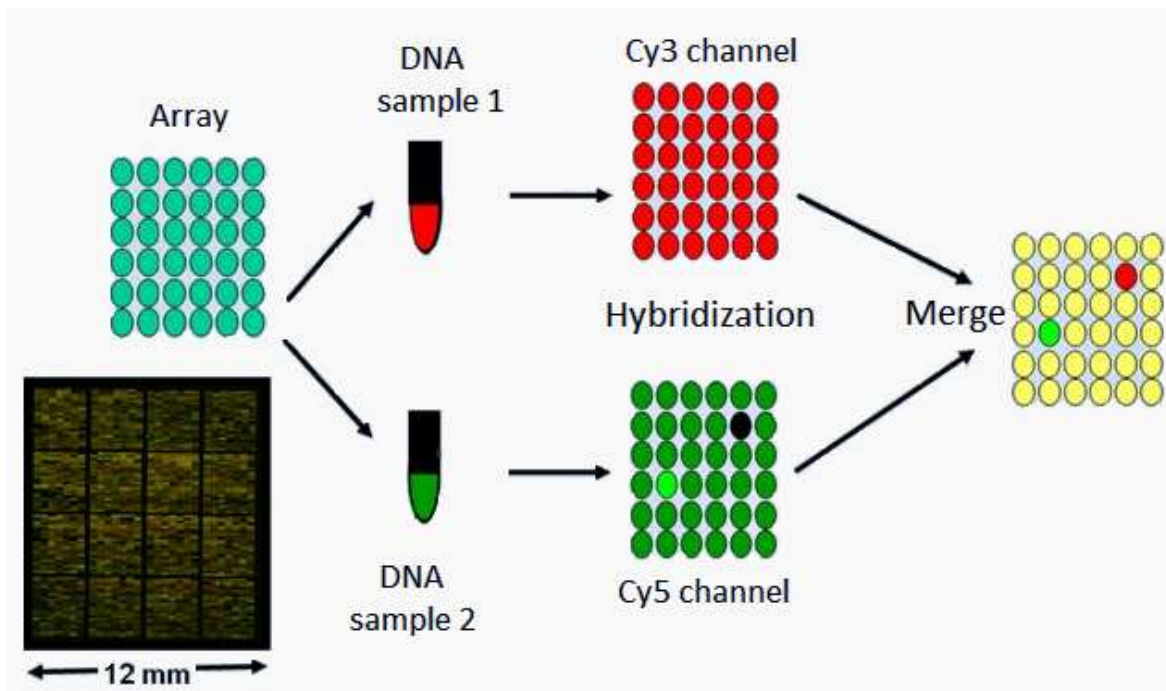 Array
DNA
sample 1
Cy3 channel
Hybridization
Merge
DNA
sample 2
Cy5 channel
12 mm